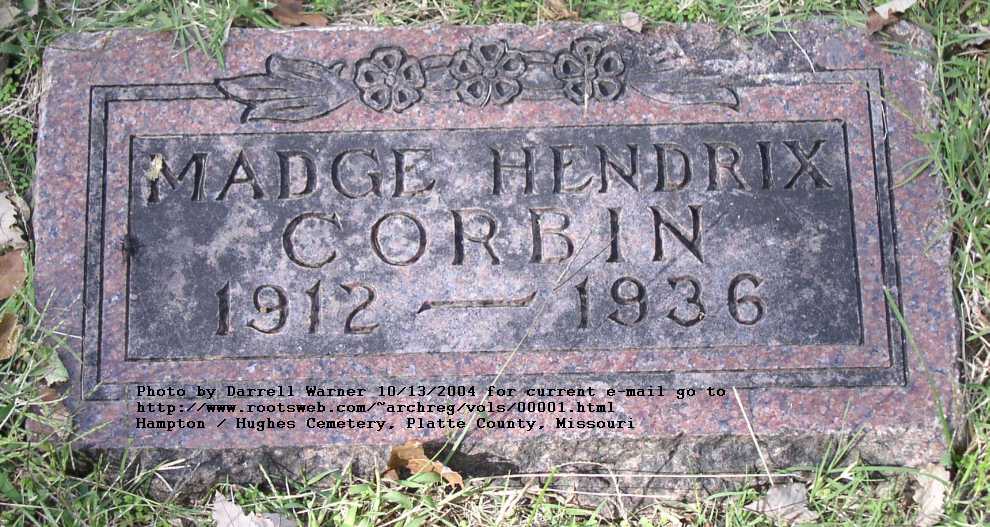 MADGE HENDRIX
CORBIN
1912 — 1936
Photo by Darrell Warner 10/13/2004 for current e-mail go to
http://www.rootsweb.com/~archreg/vols/00001.html
Hampton / Hughes Cemetery, Platte County, Missouri